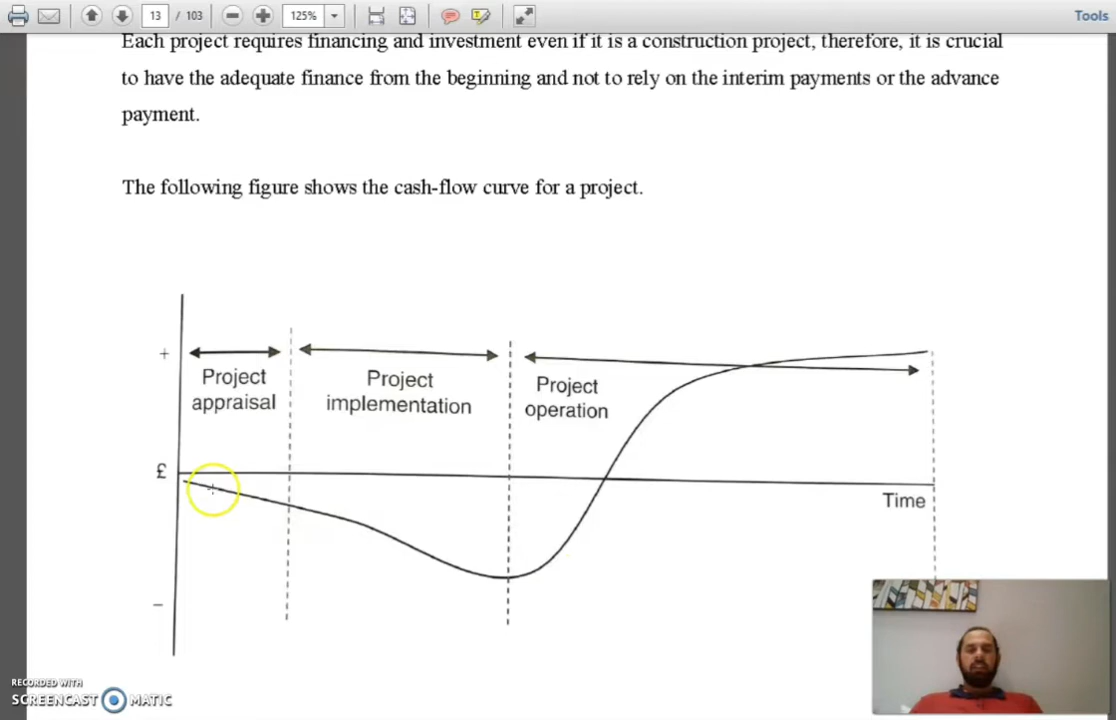 13 / 103
125%
Tools
Each project requires financing and investment even if it is a construction project, therefore, it is crucial
to have the adequate finance from the beginning and not to rely on the interim payments or the advance
payment.
The following figure shows the cash-flow curve for a project.
+
Project
appraisal
Project
implementation
Project
operation
£
Time
–
RECORDED WITH
SCREENCAST MATIC